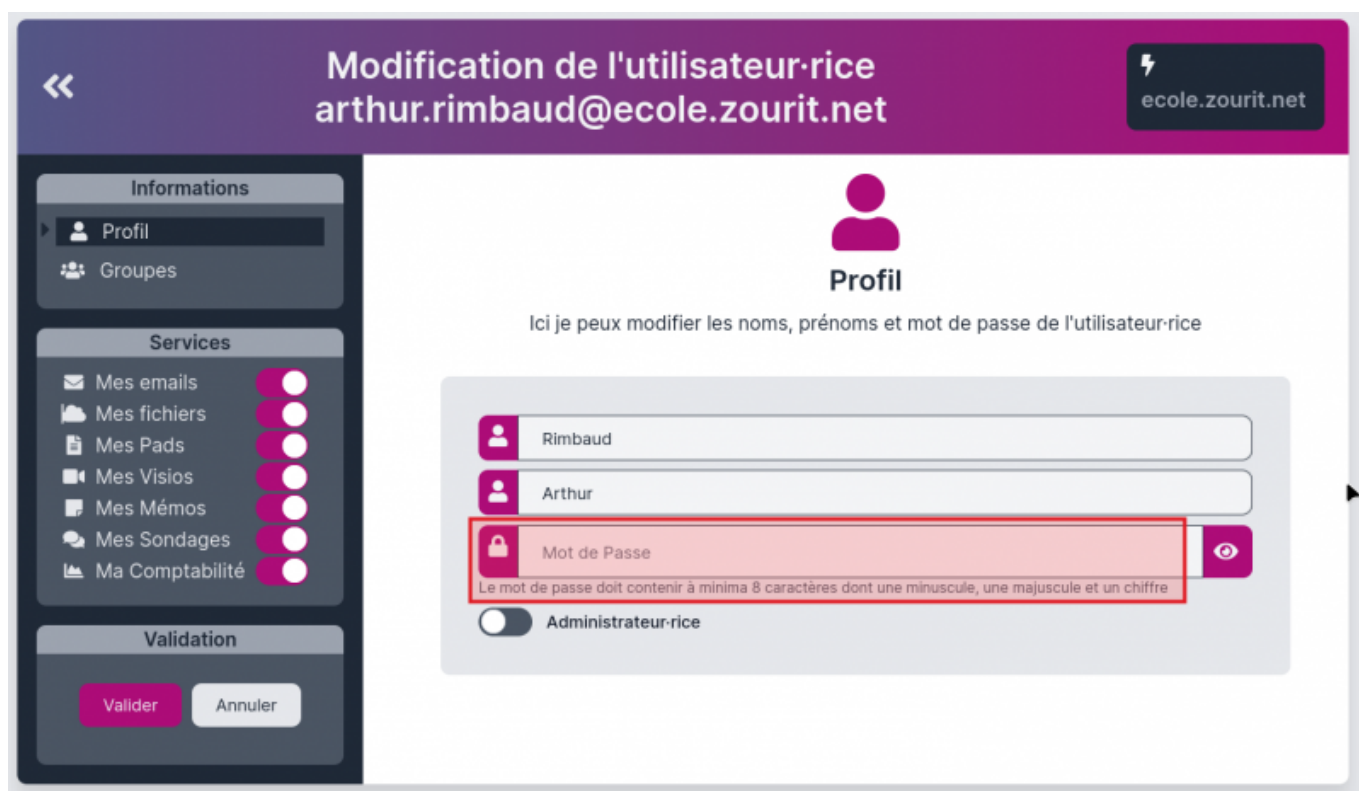 Modification de l'utilisateur·rice
arthur.rimbaud@ecole.zourit.net
ecole.zourit.net
Informations
Profil
Groupes
Services
Mes emails
Mes fichiers
Mes Pads
Mes Visios
Mes Mémos
Mes Sondages
Ma Comptabilité
Validation
Valider
Annuler
Profil
Ici je peux modifier les noms, prénoms et mot de passe de l'utilisateur·rice
Rimbaud
Arthur
Mot de Passe
Le mot de passe doit contenir à minima 8 caractères dont une minuscule, une majuscule et un chiffre
Administrateur·rice